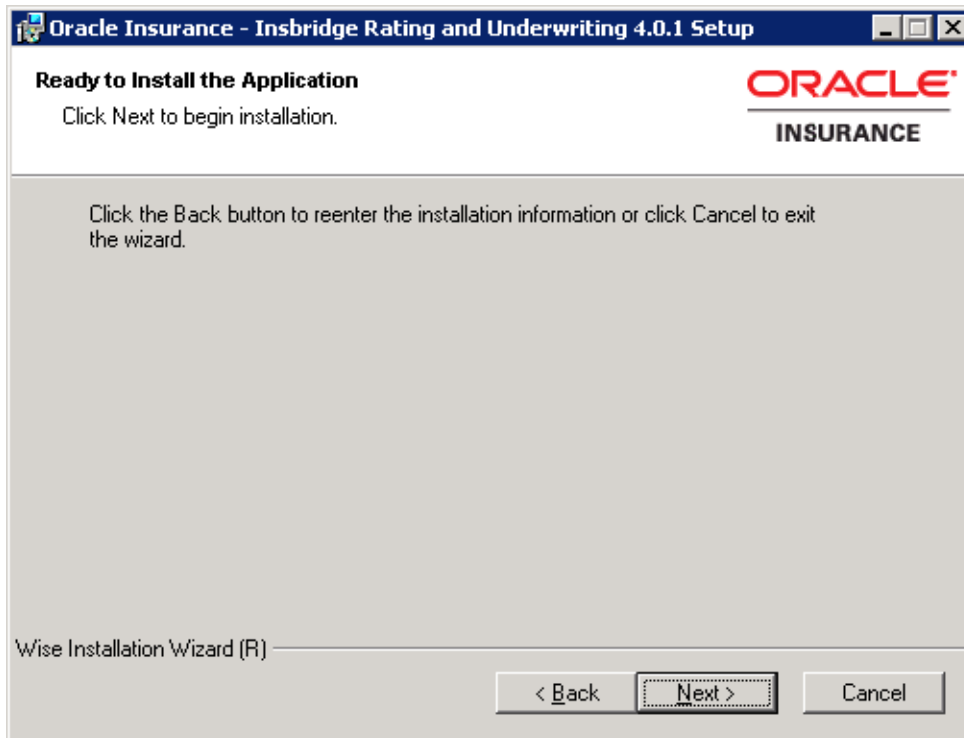 Oracle Insurance - Insbridge Rating and Underwriting 4.0.1 Setup
Ready to Install the Application
Click Next to begin installation.
ORACLE
INSURANCE
Click the Back button to reenter the installation information or click Cancel to exit
the wizard.
Wise Installation Wizard (R)
< Back
Next >
Cancel